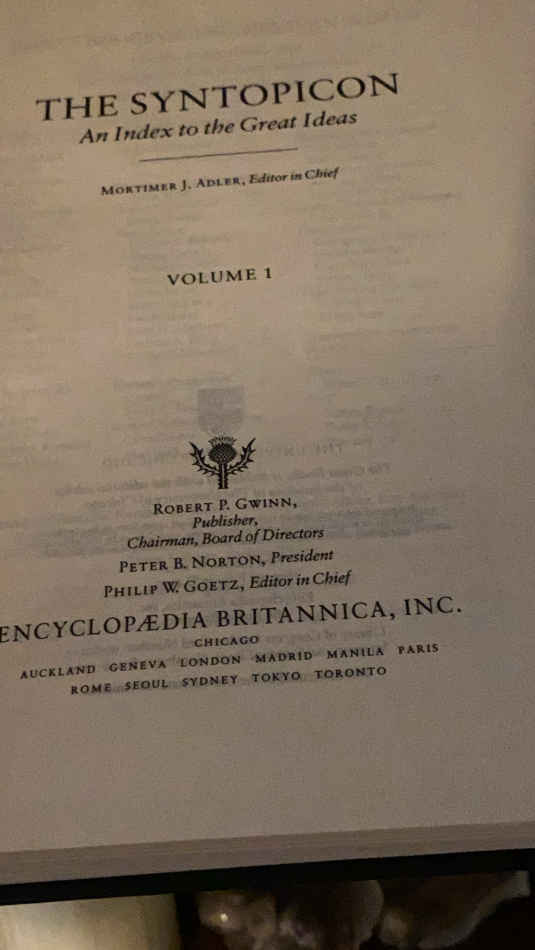 THE SYNTOPICON
An Index to the Great Ideas
MORTIMER J. ADLER, Editor in Chief
VOLUME 1
ROBERT P. GWINN,
Publisher,
Chairman, Board of Directors
PETER B. NORTON, President
PHILIP W. GOETZ, Editor in Chief
ENCYCLOPÆDIA BRITANNICA, INC.
CHICAGO
AUCKLAND GENEVA LONDON MADRID MANILA PARIS
ROME SEOUL SYDNEY TOKYO TORONTO